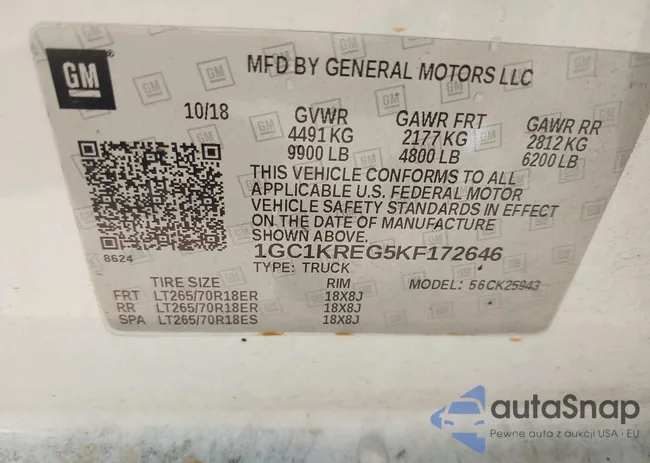 GM
MFD BY GENERAL MOTORS LLC
10/18 GVWR GAWR FRT GAWR RR
4491 KG 2177 KG 2812 KG
9900 LB 4800 LB 6200 LB
THIS VEHICLE CONFORMS TO ALL
APPLICABLE U.S. FEDERAL MOTOR
VEHICLE SAFETY STANDARDS IN EFFECT
ON THE DATE OF MANUFACTURE
SHOWN ABOVE.
8624
1GC1KREG5KF172646
TYPE: TRUCK
TIRE SIZE RIM MODEL: 56CK25943
FRT LT265/70R18ER 18X8J
RR LT265/70R18ER 18X8J
SPA LT265/70R18ES 18X8J
autaSnap
Pewne auta z aukcji USA i EU